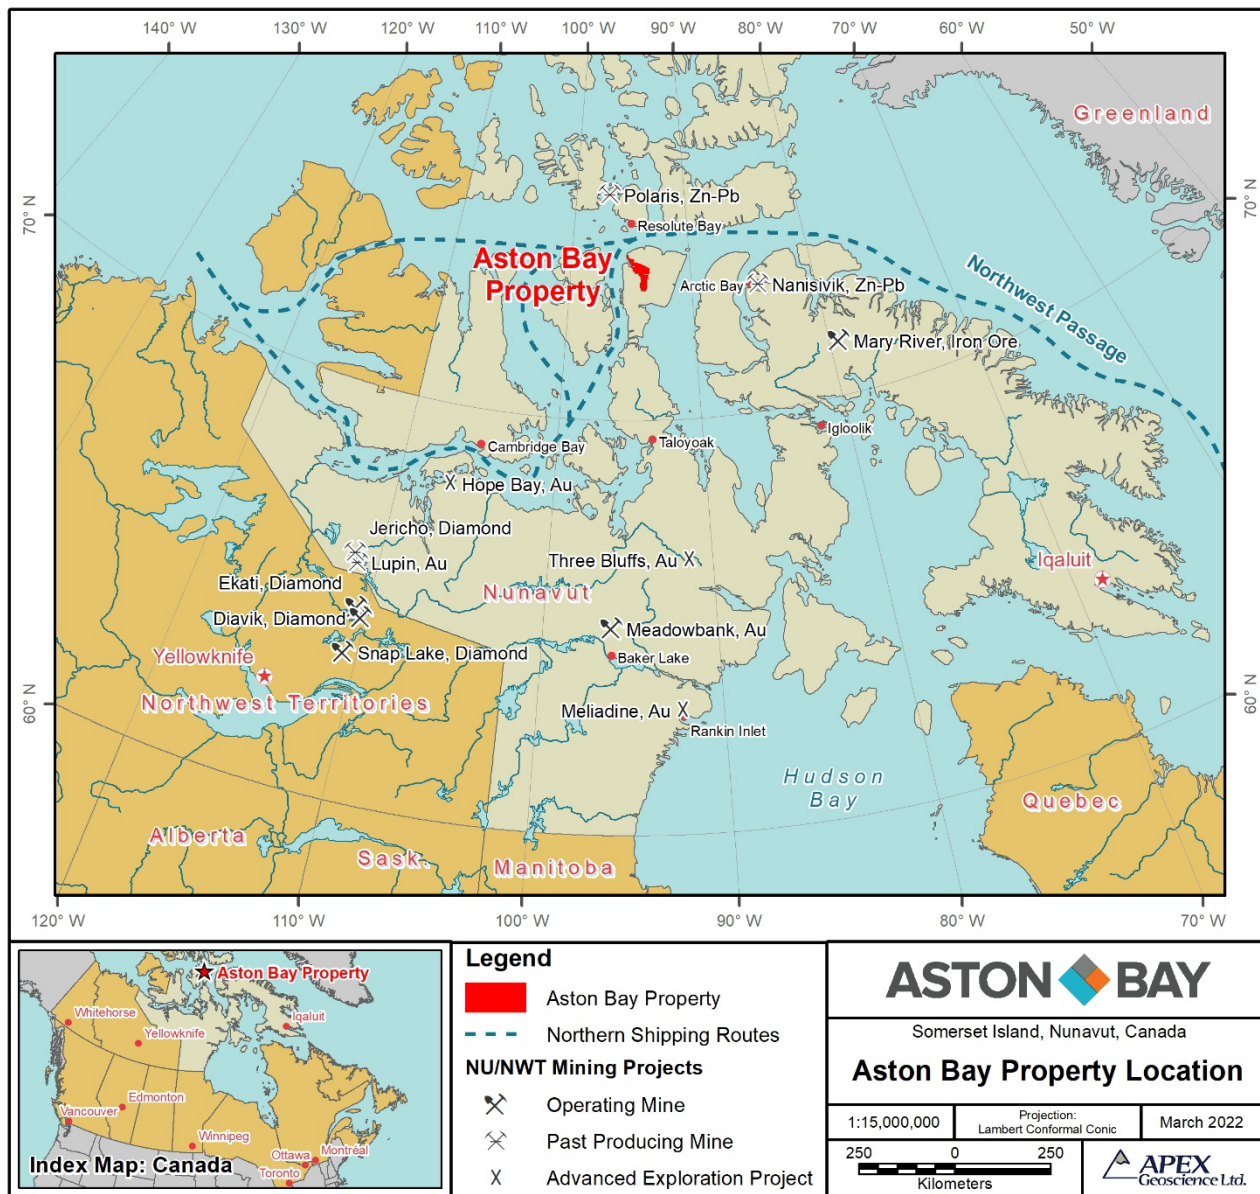 140° W
130° W
120° W
110° W
100° W
90° W
80° W
70° W
60° W
50° W
Greenland
70° N
70° N
Polaris, Zn-Pb
Resolute Bay
Aston Bay
Property
Arctic Bay
Nanisivik, Zn-Pb
Northwest Passage
Mary River, Iron Ore
Igloolik
Cambridge Bay
Taloyoak
Hope Bay, Au
Jericho, Diamond
Lupin, Au
Three Bluffs, Au
Iqaluit
Ekati, Diamond
Nunavut
Diavik, Diamond
Meadowbank, Au
Snap Lake, Diamond
Baker Lake
Yellowknife
Northwest Territories
60° N
60° N
Meliadine, Au
Rankin Inlet
Hudson
Bay
Quebec
Alberta
Sask.
Manitoba
120° W
110° W
100° W
90° W
80° W
70° W
Aston Bay Property
Whitehorse
Yellowknife
Iqaluit
Edmonton
Vancouver
Winnipeg
Ottawa
Montréal
Toronto
Index Map: Canada
Legend
Aston Bay Property
Northern Shipping Routes
NU/NWT Mining Projects
Operating Mine
Past Producing Mine
Advanced Exploration Project
ASTON BAY
Somerset Island, Nunavut, Canada
Aston Bay Property Location
1:15,000,000
Projection:
Lambert Conformal Conic
March 2022
250
0
250
Kilometers
APEX
Geoscience Ltd.